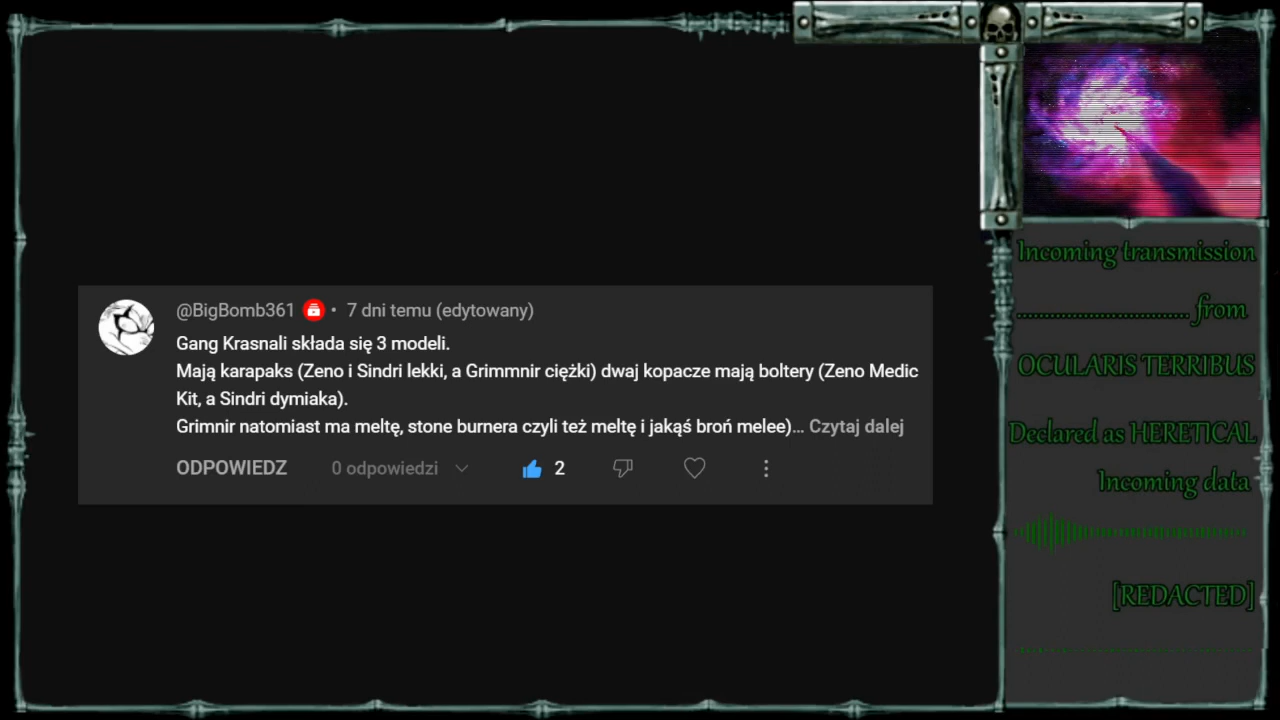 @BigBomb361 • 7 dni temu (edytowany)
Gang Krasnali składa się 3 modeli.
Mają karapaks (Zeno i Sindri lekki, a Grimmnir ciężki) dwaj kopacze mają boltery (Zeno Medic
Kit, a Sindri dymiaka).
Grimnir natomiast ma meltę, stone burnera czyli też meltę i jakąś broń melee)... Czytaj dalej
ODPOWIEDZ 0 odpowiedzi 2
Incoming transmission
.................................. from
OCULARIS TERRIBUS
Declared as HERETICAL
Incoming data
[REDACTED]